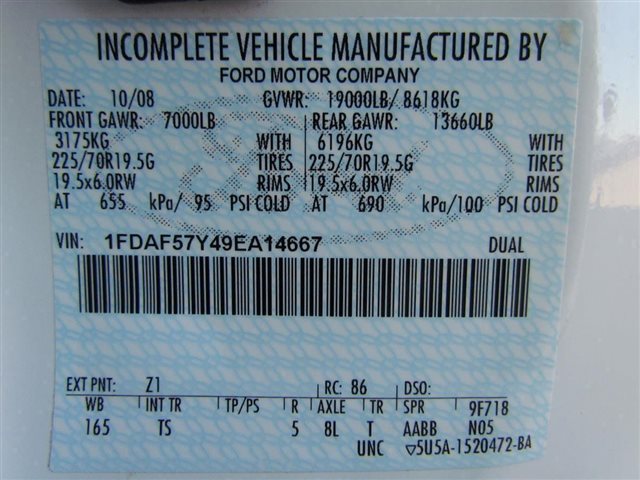 INCOMPLETE VEHICLE MANUFACTURED BY
FORD MOTOR COMPANY
DATE: 10/08 GVWR: 19000LB/ 8618KG
FRONT GAWR: 7000LB REAR GAWR: 13660LB
3175KG WITH 6196KG WITH
225/70R19.5G TIRES 225/70R19.5G TIRES
19.5x6.0RW RIMS 19.5x6.0RW RIMS
AT 655 kPa/ 95 PSI COLD AT 690 kPa/100 PSI COLD
VIN: 1FDAF57Y49EA14667 DUAL
EXT PNT: Z1 RC: 86 DSO:
WB INT TR TP/PS R AXLE TR SPR 9F718
165 TS 5 8L T AABB N05
UNC ▽5U5A-1520472-BA